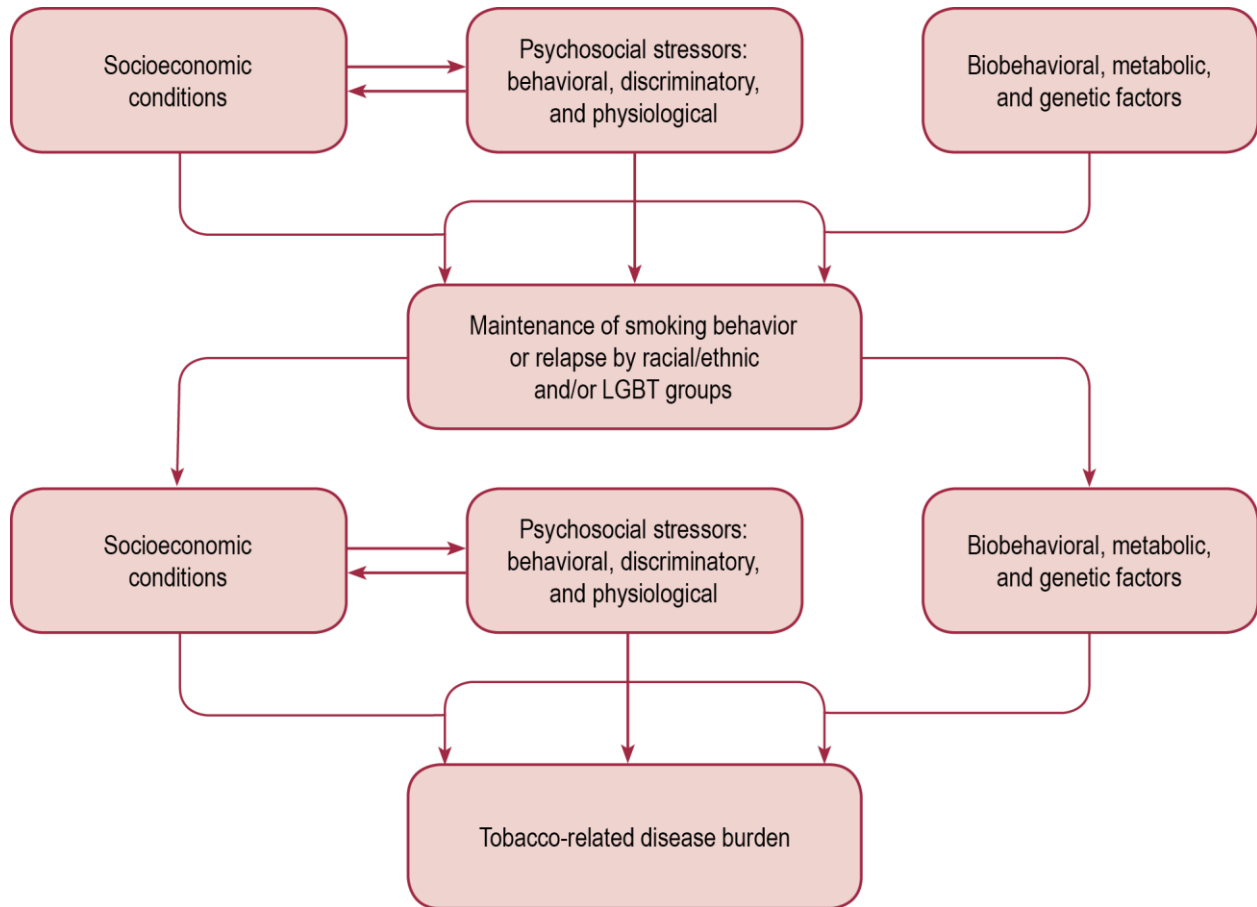 Socioeconomic
conditions
Psychosocial stressors:
behavioral, discriminatory,
and physiological
Biobehavioral, metabolic,
and genetic factors
Maintenance of smoking behavior
or relapse by racial/ethnic
and/or LGBT groups
Socioeconomic
conditions
Psychosocial stressors:
behavioral, discriminatory,
and physiological
Biobehavioral, metabolic,
and genetic factors
Tobacco-related disease burden